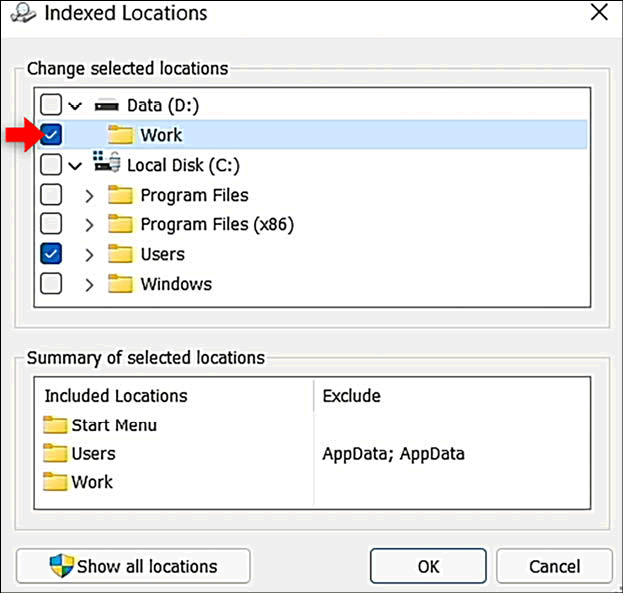 Indexed Locations
Change selected locations
Data (D:)
Work
Local Disk (C:)
Program Files
Program Files (x86)
Users
Windows
Summary of selected locations
Included Locations Exclude
Start Menu
Users AppData; AppData
Work
Show all locations OK Cancel